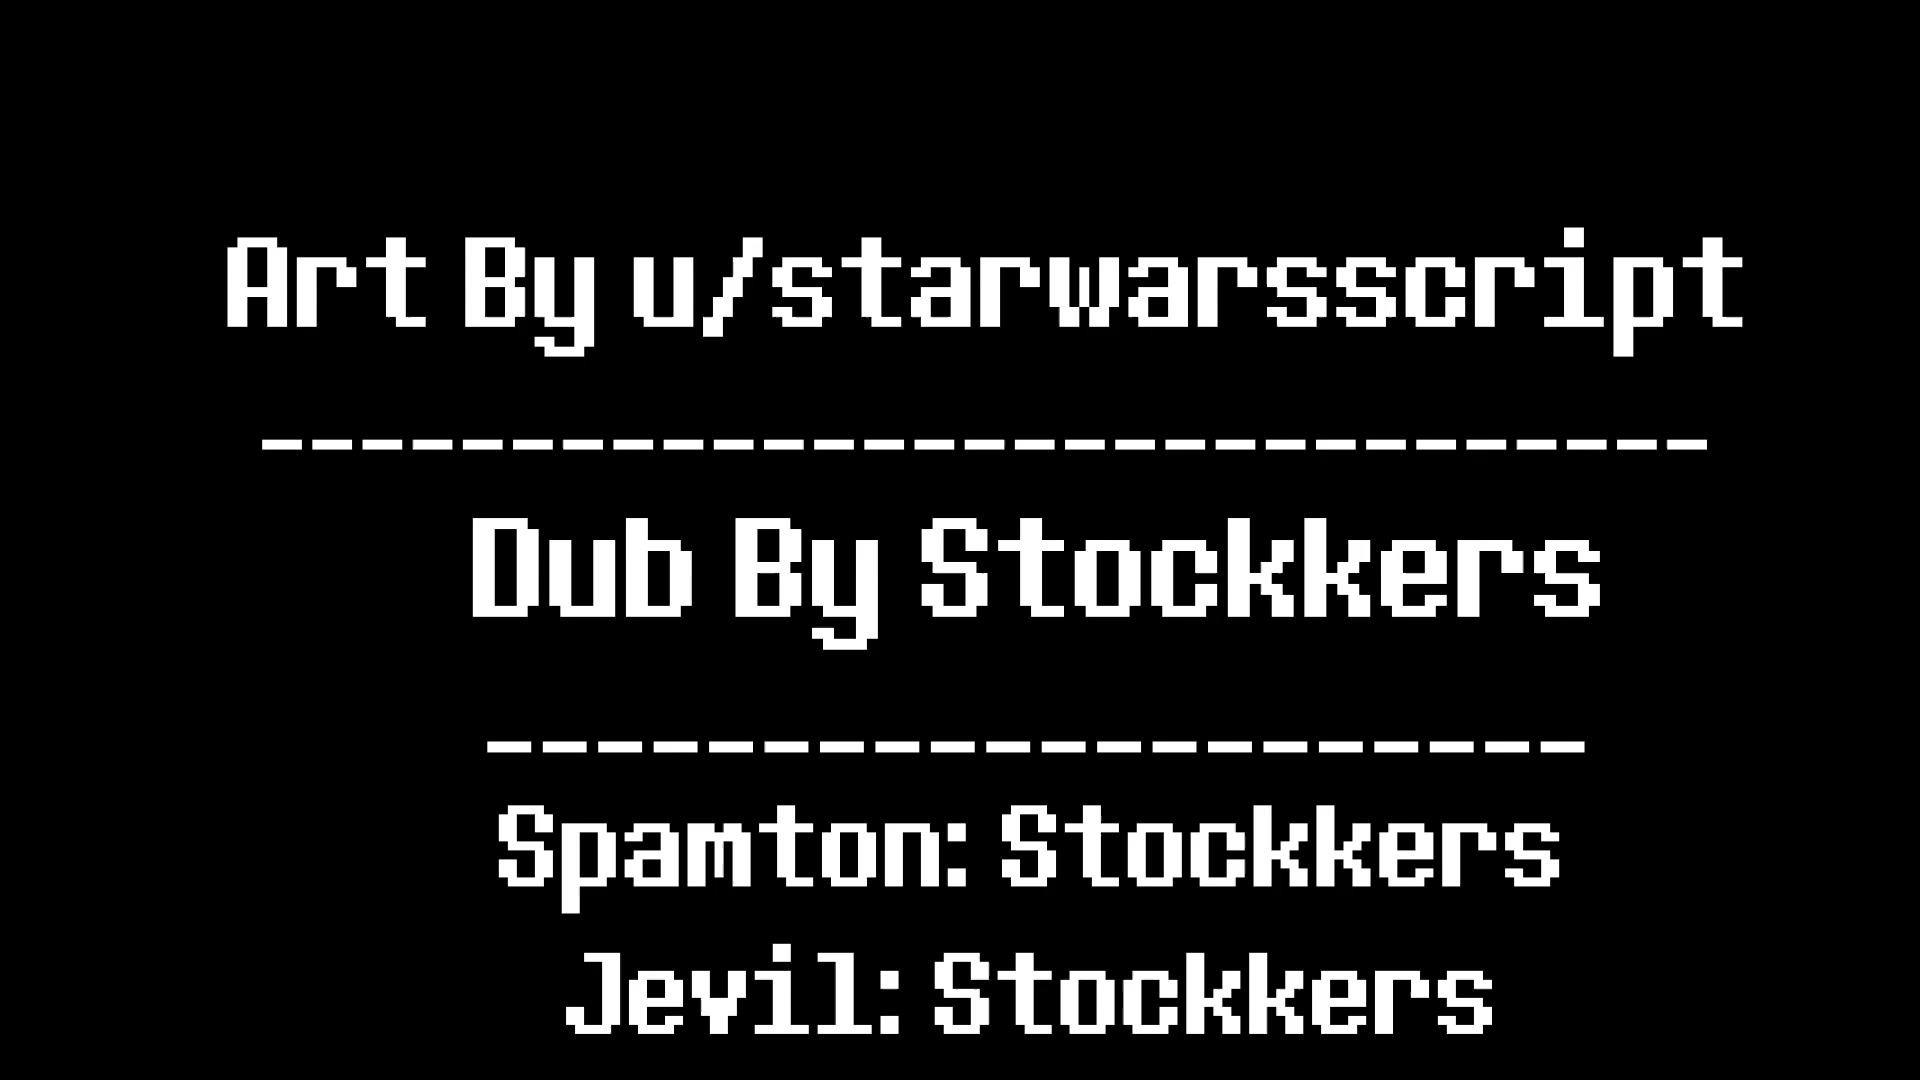 Art By u/starwarsscript
-----------------------------
Dub By Stockkers
--------------------
Spamton: Stockkers
Jevil: Stockkers